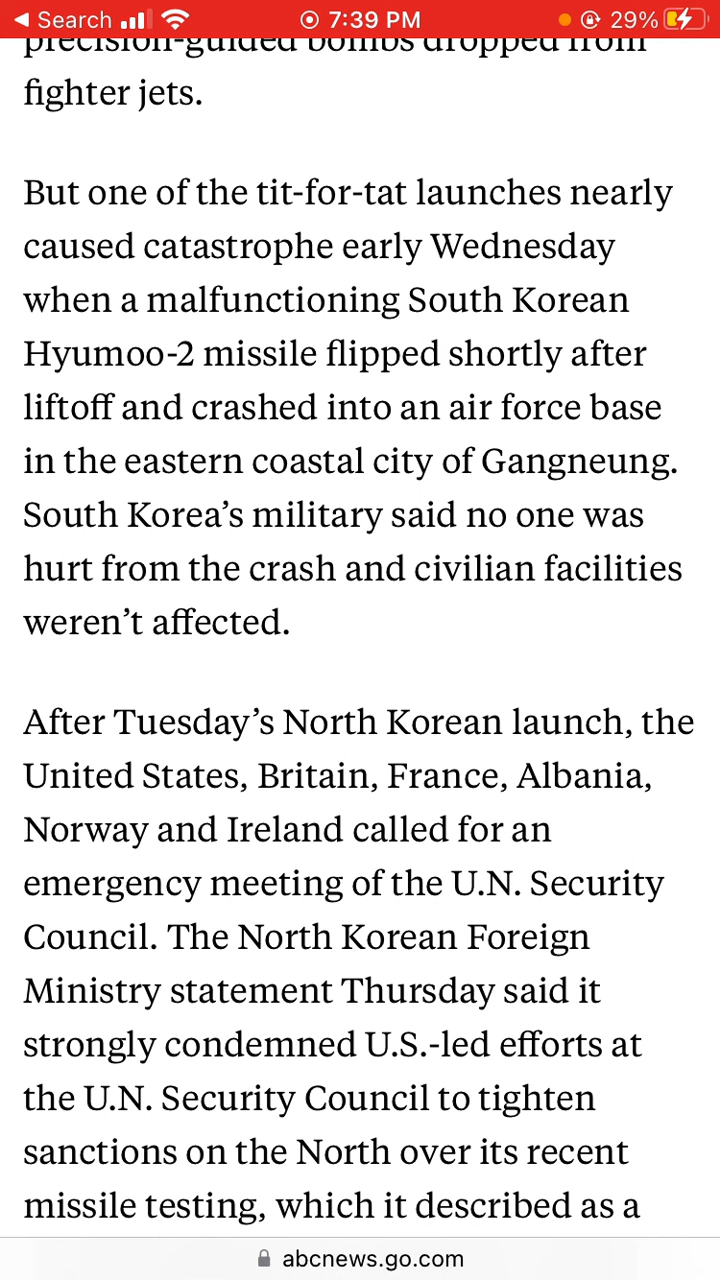 Search 7:39 PM 29%
precision-guided bombs dropped from
fighter jets.
But one of the tit-for-tat launches nearly
caused catastrophe early Wednesday
when a malfunctioning South Korean
Hyumoo-2 missile flipped shortly after
liftoff and crashed into an air force base
in the eastern coastal city of Gangneung.
South Korea’s military said no one was
hurt from the crash and civilian facilities
weren’t affected.
After Tuesday’s North Korean launch, the
United States, Britain, France, Albania,
Norway and Ireland called for an
emergency meeting of the U.N. Security
Council. The North Korean Foreign
Ministry statement Thursday said it
strongly condemned U.S.-led efforts at
the U.N. Security Council to tighten
sanctions on the North over its recent
missile testing, which it described as a
abcnews.go.com